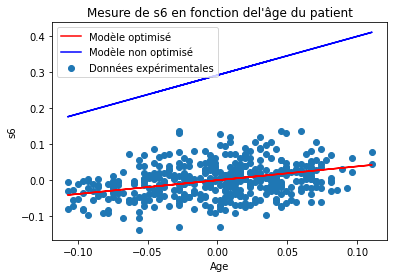 Mesure de s6 en fonction del'âge du patient
Modèle optimisé
Modèle non optimisé
Données expérimentales
s6
0.4
0.3
0.2
0.1
0.0
−0.1
−0.10
−0.05
0.00
0.05
0.10
Age